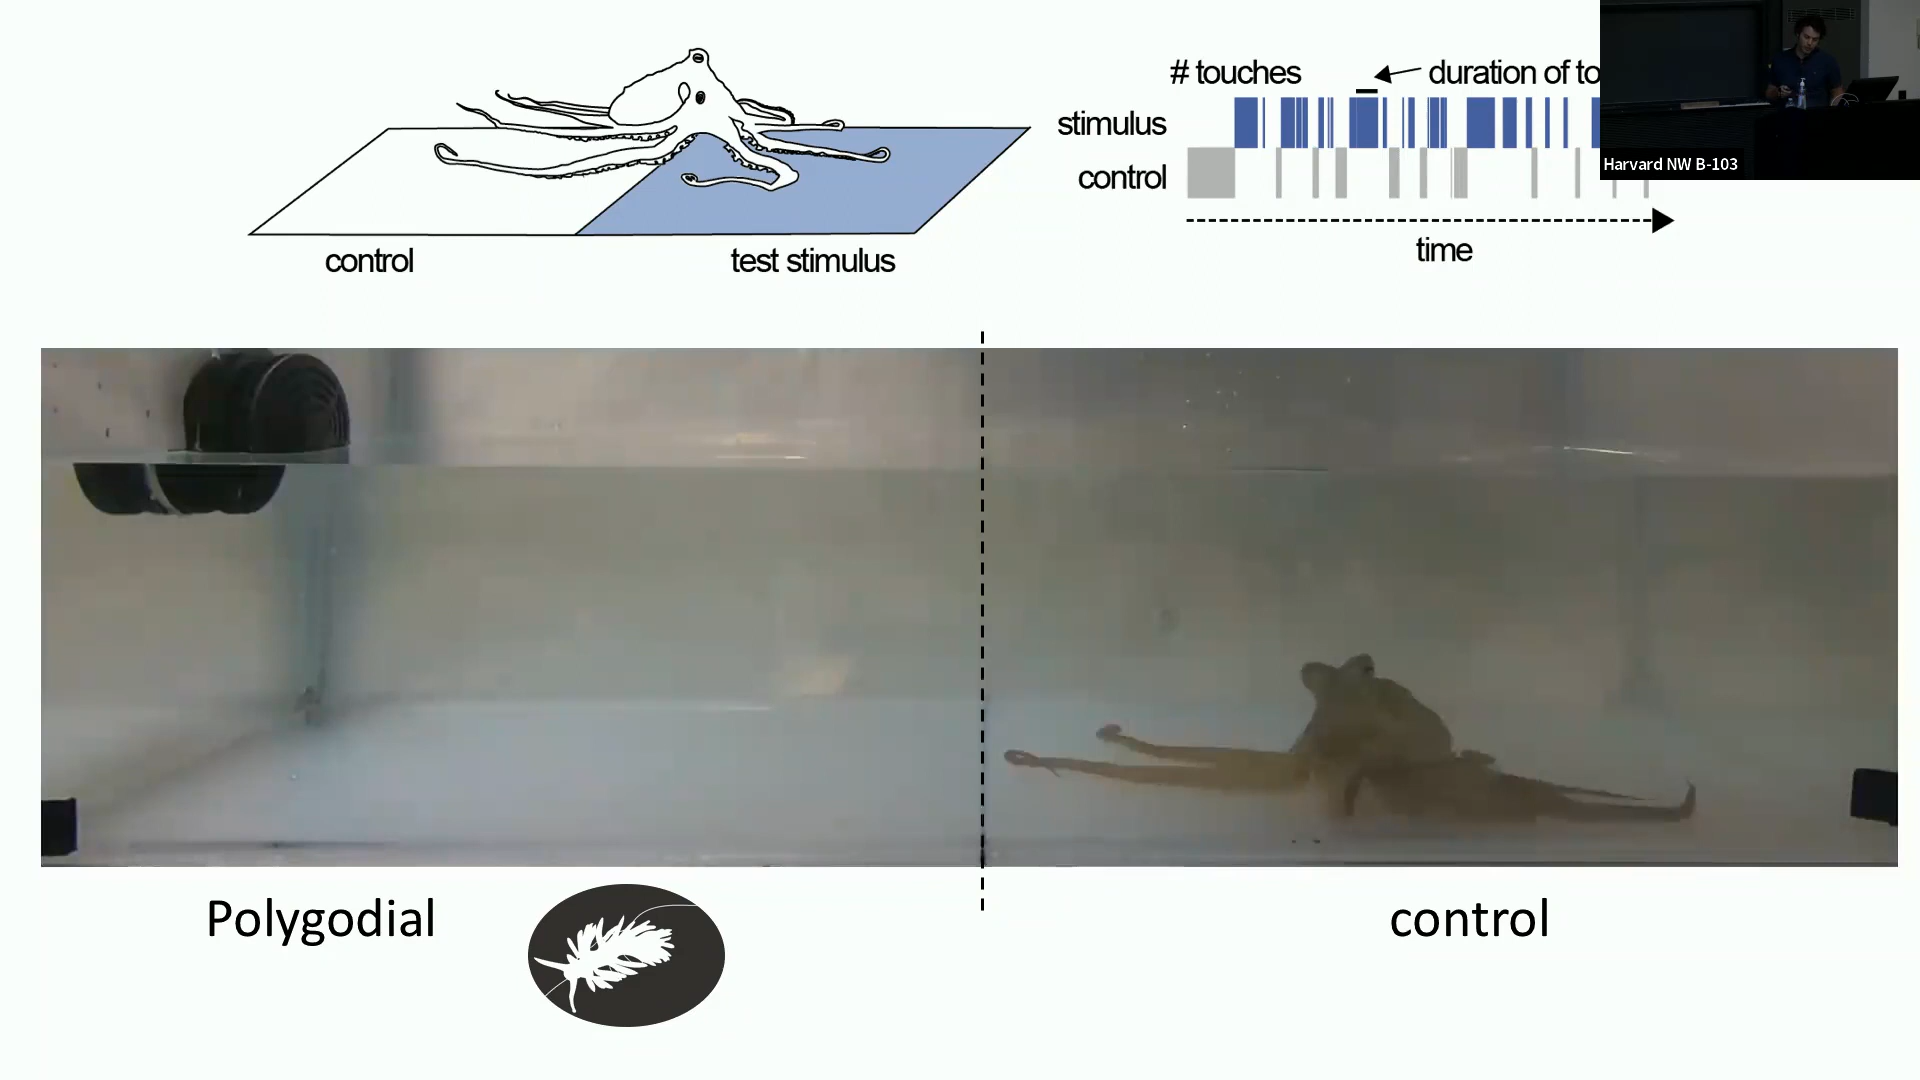 # touches
duration of to
stimulus
control
time
control
test stimulus
Harvard NW B-103
Polygodial
control